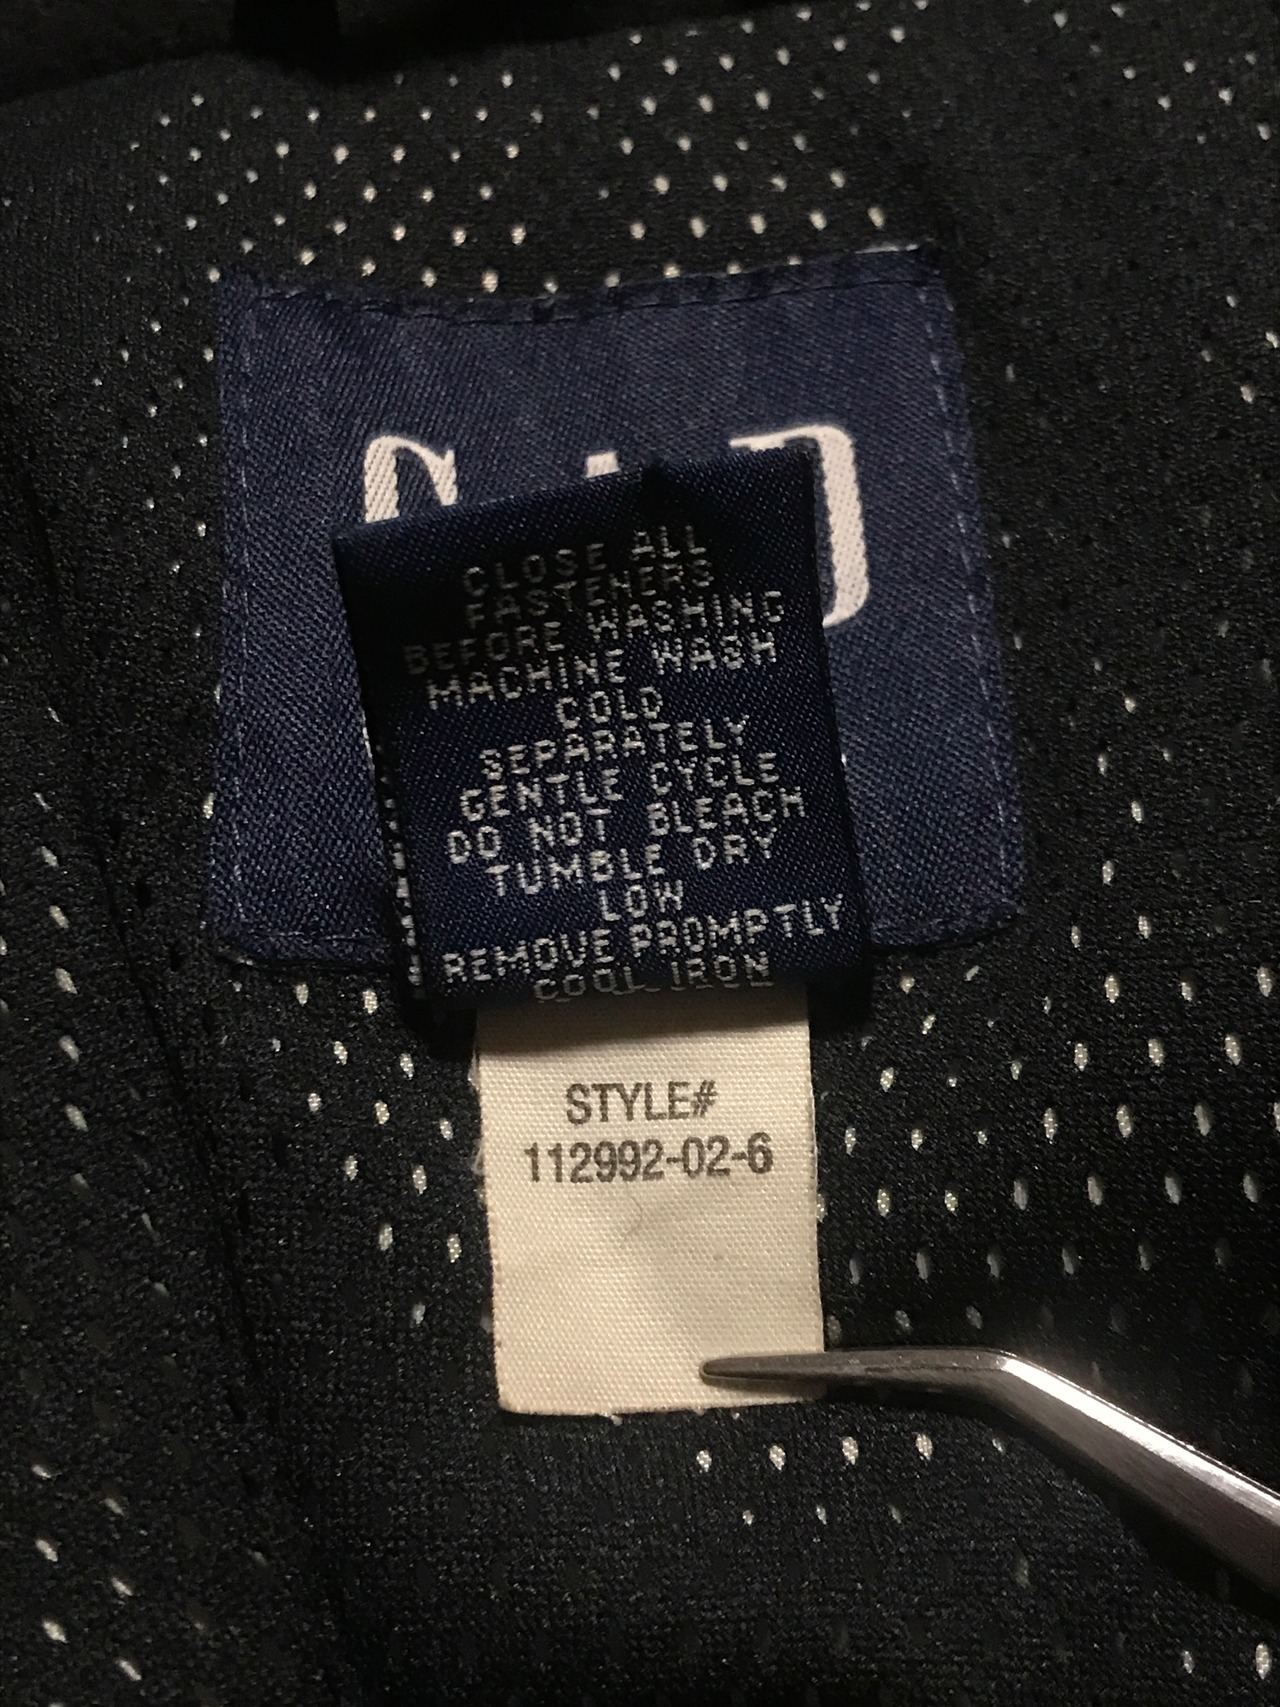 GAP
CLOSE ALL
FASTENERS
BEFORE WASHING
MACHINE WASH
COLD
SEPARATELY
GENTLE CYCLE
DO NOT BLEACH
TUMBLE DRY
LOW
REMOVE PROMPTLY
COOL IRON
STYLE#
112992-02-6